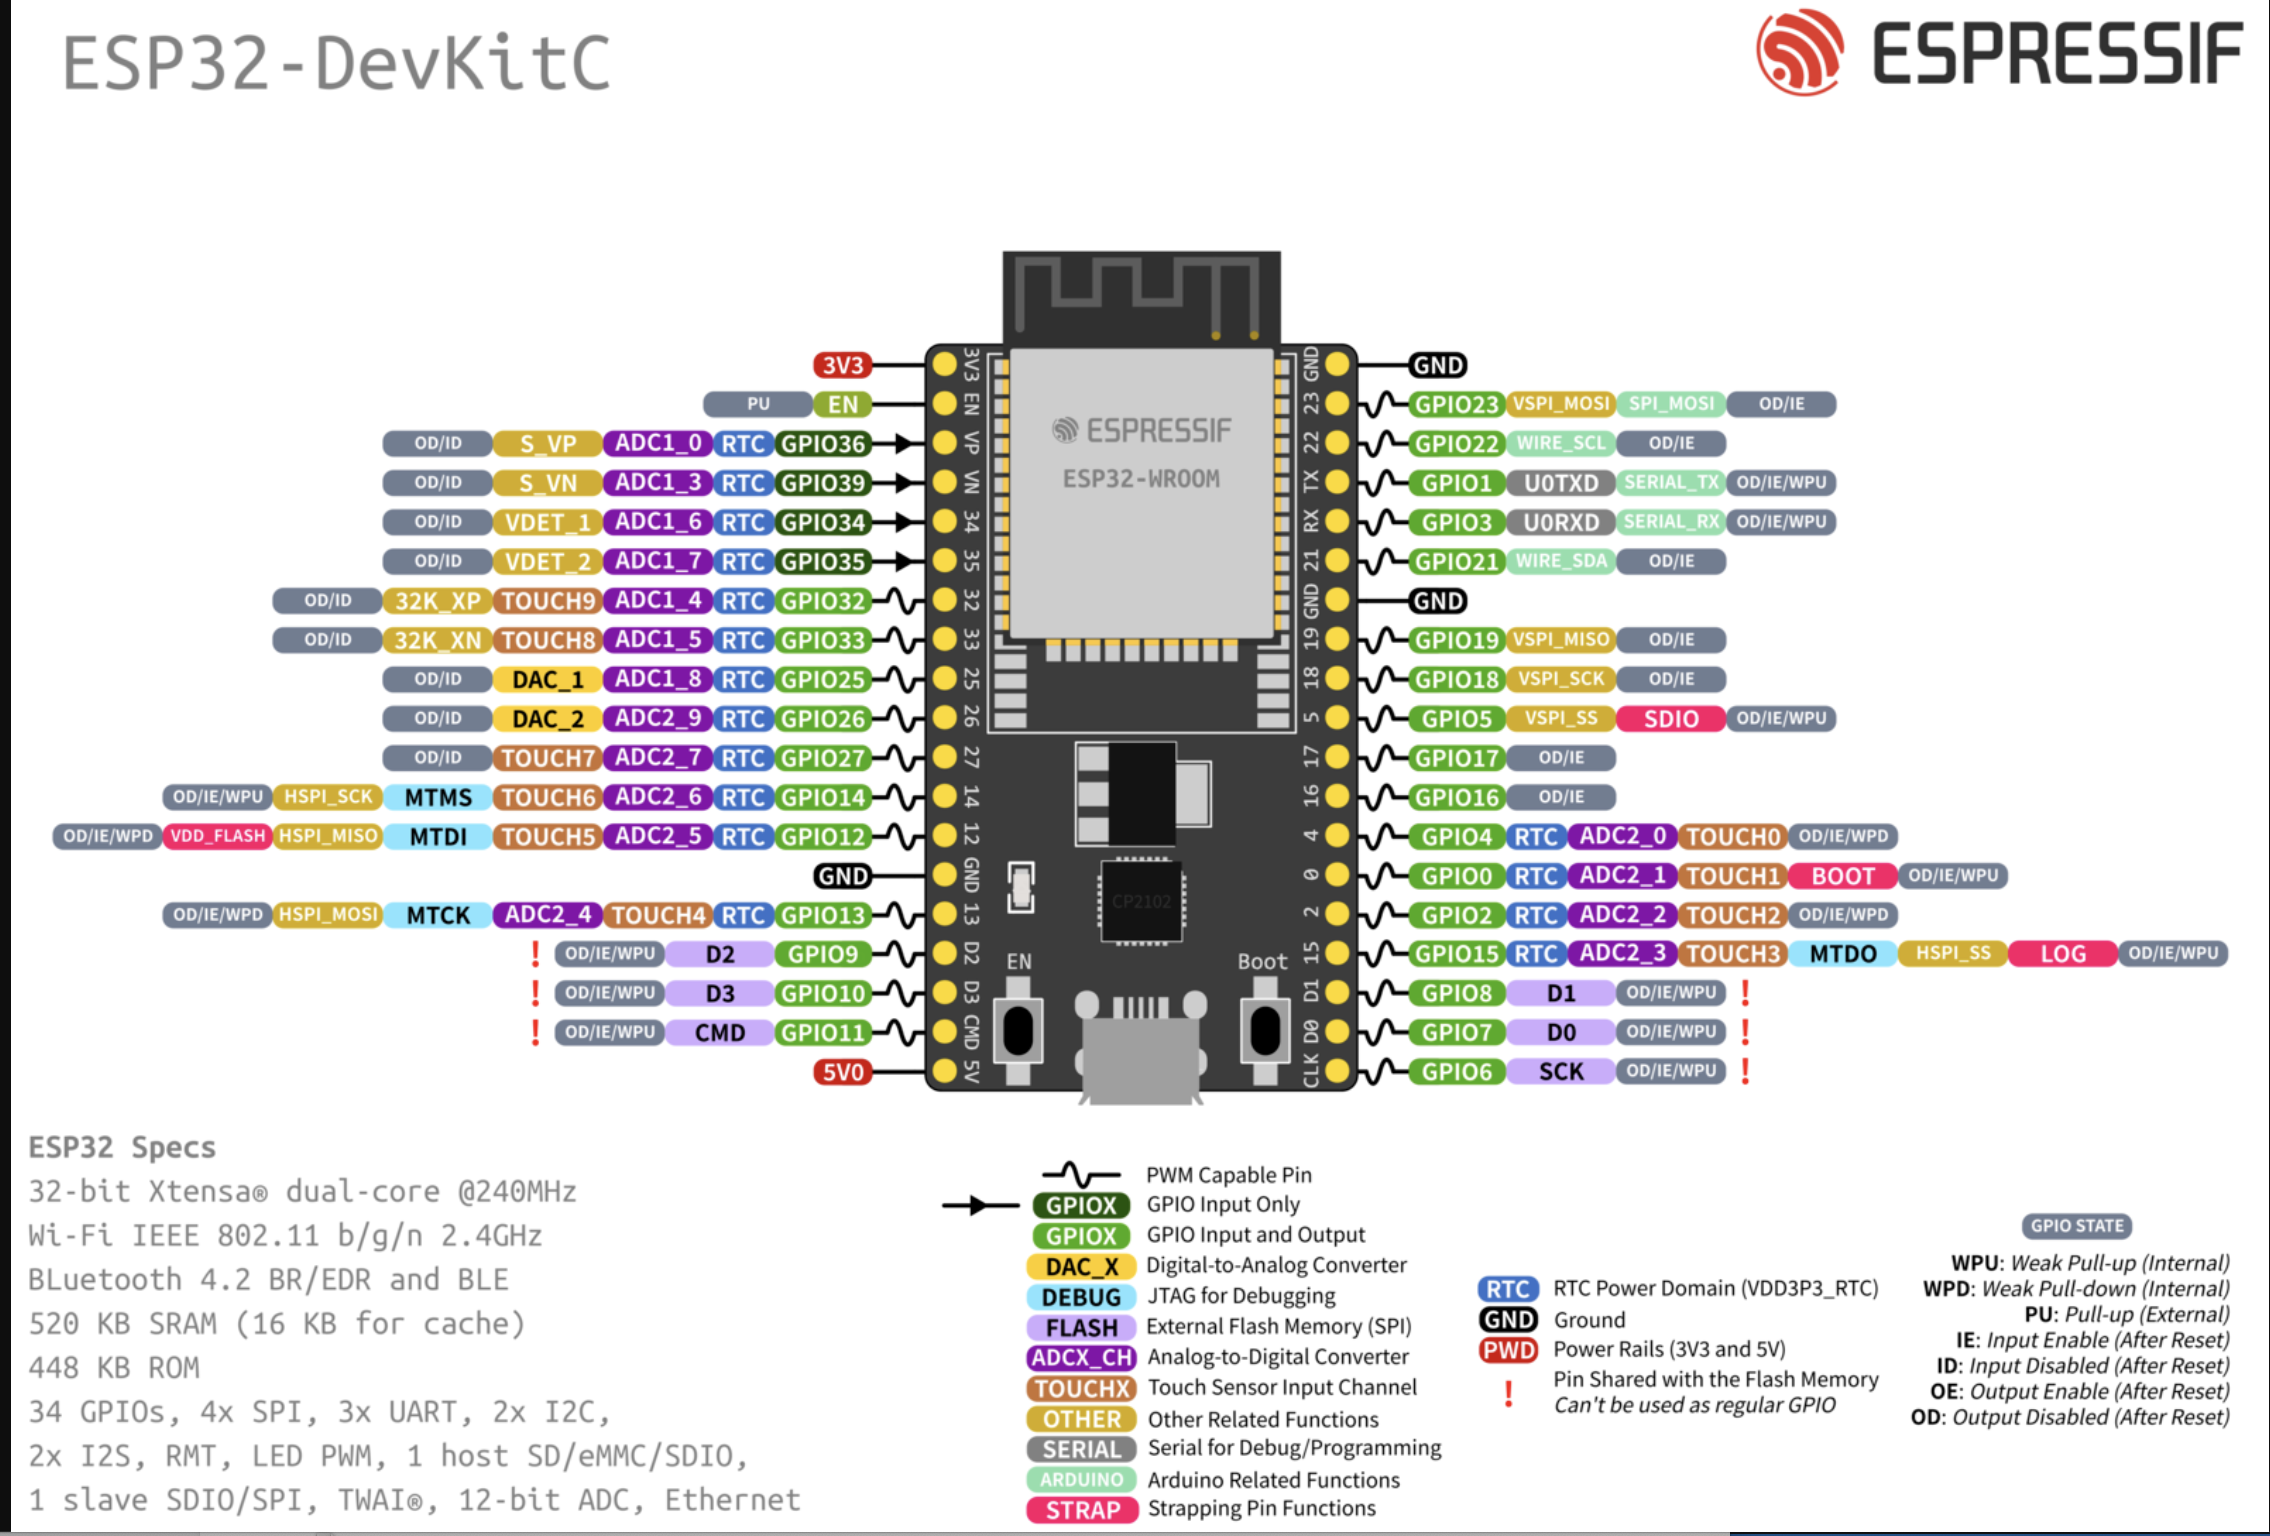 ESP32-DevKitC
ESPRESSIF
3V3
PU EN
OD/ID S_VP ADC1_0 RTC GPIO36
OD/ID S_VN ADC1_3 RTC GPIO39
OD/ID VDET_1 ADC1_6 RTC GPIO34
OD/ID VDET_2 ADC1_7 RTC GPIO35
OD/ID 32K_XP TOUCH9 ADC1_4 RTC GPIO32
OD/ID 32K_XN TOUCH8 ADC1_5 RTC GPIO33
OD/ID DAC_1 ADC1_8 RTC GPIO25
OD/ID DAC_2 ADC2_9 RTC GPIO26
OD/ID TOUCH7 ADC2_7 RTC GPIO27
OD/IE/WPU HSPI_SCK MTMS TOUCH6 ADC2_6 RTC GPIO14
OD/IE/WPD VDD_FLASH HSPI_MISO MTDI TOUCH5 ADC2_5 RTC GPIO12
GND
OD/IE/WPD HSPI_MOSI MTCK ADC2_4 TOUCH4 RTC GPIO13
! OD/IE/WPU D2 GPIO9
! OD/IE/WPU D3 GPIO10
! OD/IE/WPU CMD GPIO11
5V0
3V3
EN
VP
VN
34
35
32
33
25
26
27
14
12
GND
13
D2
D3
CMD
5V
ESPRESSIF
ESP32-WROOM
CP2102
EN
Boot
GND
23
22
TX
RX
21
GND
19
18
5
17
16
4
0
2
15
D1
D0
CLK
GND
GPIO23 VSPI_MOSI SPI_MOSI OD/IE
GPIO22 WIRE_SCL OD/IE
GPIO1 U0TXD SERIAL_TX OD/IE/WPU
GPIO3 U0RXD SERIAL_RX OD/IE/WPU
GPIO21 WIRE_SDA OD/IE
GND
GPIO19 VSPI_MISO OD/IE
GPIO18 VSPI_SCK OD/IE
GPIO5 VSPI_SS SDIO OD/IE/WPU
GPIO17 OD/IE
GPIO16 OD/IE
GPIO4 RTC ADC2_0 TOUCH0 OD/IE/WPD
GPIO0 RTC ADC2_1 TOUCH1 BOOT OD/IE/WPU
GPIO2 RTC ADC2_2 TOUCH2 OD/IE/WPD
GPIO15 RTC ADC2_3 TOUCH3 MTDO HSPI_SS LOG OD/IE/WPU
GPIO8 D1 OD/IE/WPU !
GPIO7 D0 OD/IE/WPU !
GPIO6 SCK OD/IE/WPU !
ESP32 Specs
32-bit Xtensa® dual-core @240MHz
Wi-Fi IEEE 802.11 b/g/n 2.4GHz
BLuetooth 4.2 BR/EDR and BLE
520 KB SRAM (16 KB for cache)
448 KB ROM
34 GPIOs, 4x SPI, 3x UART, 2x I2C,
2x I2S, RMT, LED PWM, 1 host SD/eMMC/SDIO,
1 slave SDIO/SPI, TWAI®, 12-bit ADC, Ethernet
PWM Capable Pin
GPIOX GPIO Input Only
GPIOX GPIO Input and Output
DAC_X Digital-to-Analog Converter
DEBUG JTAG for Debugging
FLASH External Flash Memory (SPI)
ADCX_CH Analog-to-Digital Converter
TOUCHX Touch Sensor Input Channel
OTHER Other Related Functions
SERIAL Serial for Debug/Programming
ARDUINO Arduino Related Functions
STRAP Strapping Pin Functions
RTC RTC Power Domain (VDD3P3_RTC)
GND Ground
PWD Power Rails (3V3 and 5V)
! Pin Shared with the Flash Memory
Can't be used as regular GPIO
GPIO STATE
WPU: Weak Pull-up (Internal)
WPD: Weak Pull-down (Internal)
PU: Pull-up (External)
IE: Input Enable (After Reset)
ID: Input Disabled (After Reset)
OE: Output Enable (After Reset)
OD: Output Disabled (After Reset)